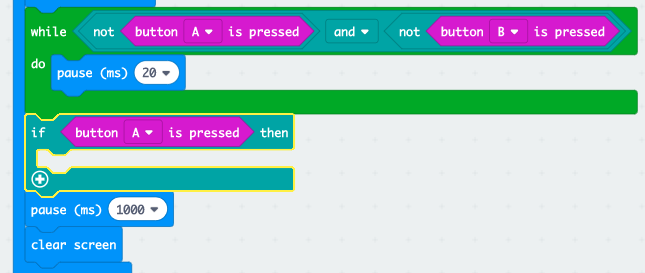 while not button A is pressed and not button B is pressed
do pause (ms) 20
if button A is pressed then
pause (ms) 1000
clear screen